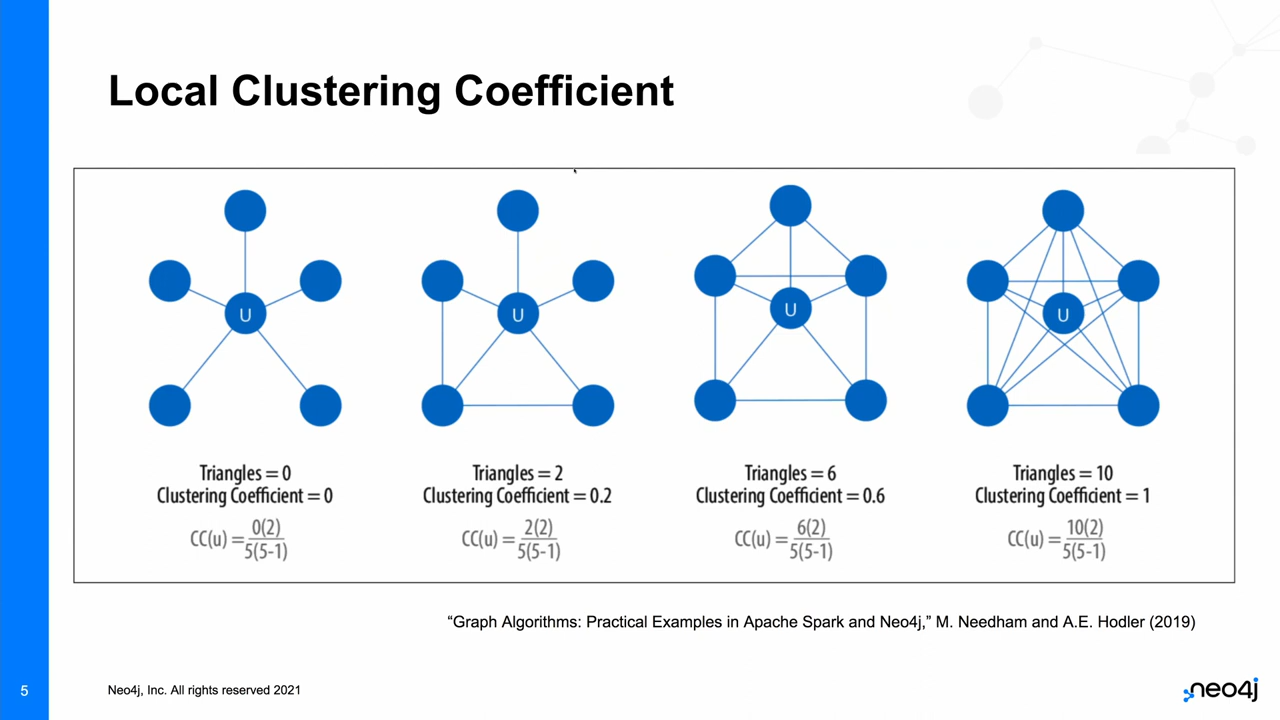 Local Clustering Coefficient
U
U
U
U
Triangles = 0
Clustering Coefficient = 0
CC(u) = 0(2) / 5(5-1)
Triangles = 2
Clustering Coefficient = 0.2
CC(u) = 2(2) / 5(5-1)
Triangles = 6
Clustering Coefficient = 0.6
CC(u) = 6(2) / 5(5-1)
Triangles = 10
Clustering Coefficient = 1
CC(u) = 10(2) / 5(5-1)
“Graph Algorithms: Practical Examples in Apache Spark and Neo4j,” M. Needham and A.E. Hodler (2019)
5
Neo4j, Inc. All rights reserved 2021
neo4j